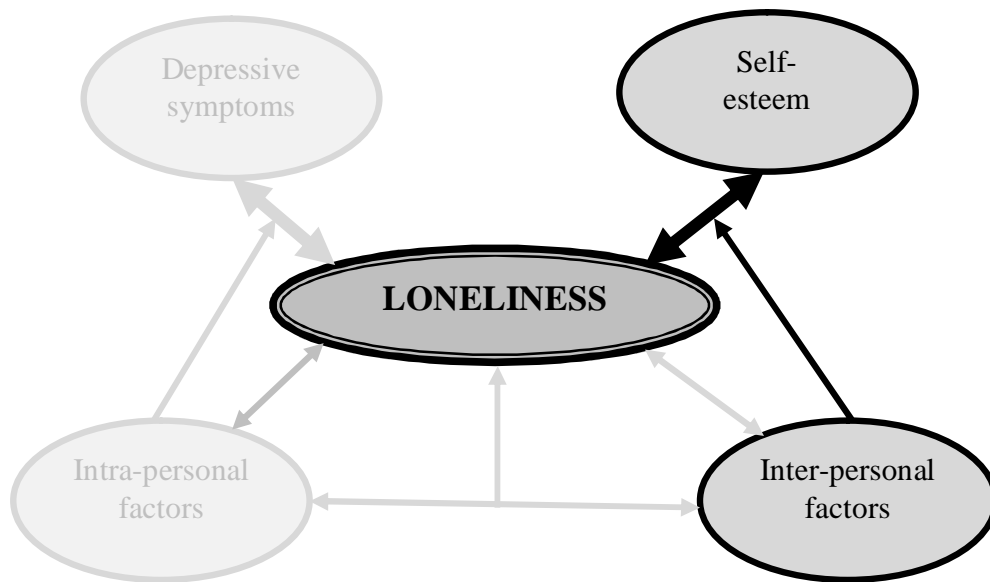 Depressive
symptoms
Self-
esteem
LONELINESS
Intra-personal
factors
Inter-personal
factors